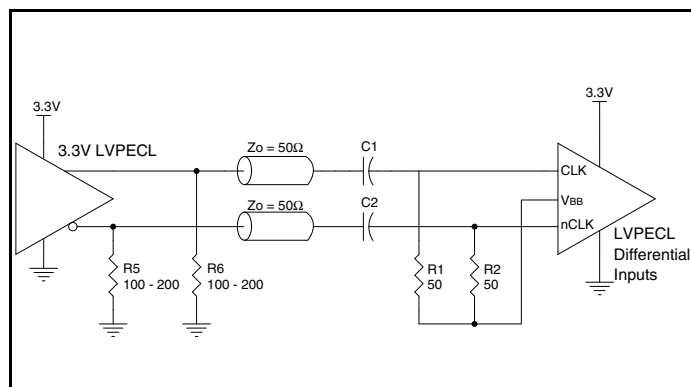 3.3V
3.3V LVPECL
Zo = 50Ω
C1
3.3V
CLK
Zo = 50Ω
C2
VBB
nCLK
LVPECL
Differential
Inputs
R5
100 - 200
R6
100 - 200
R1
50
R2
50